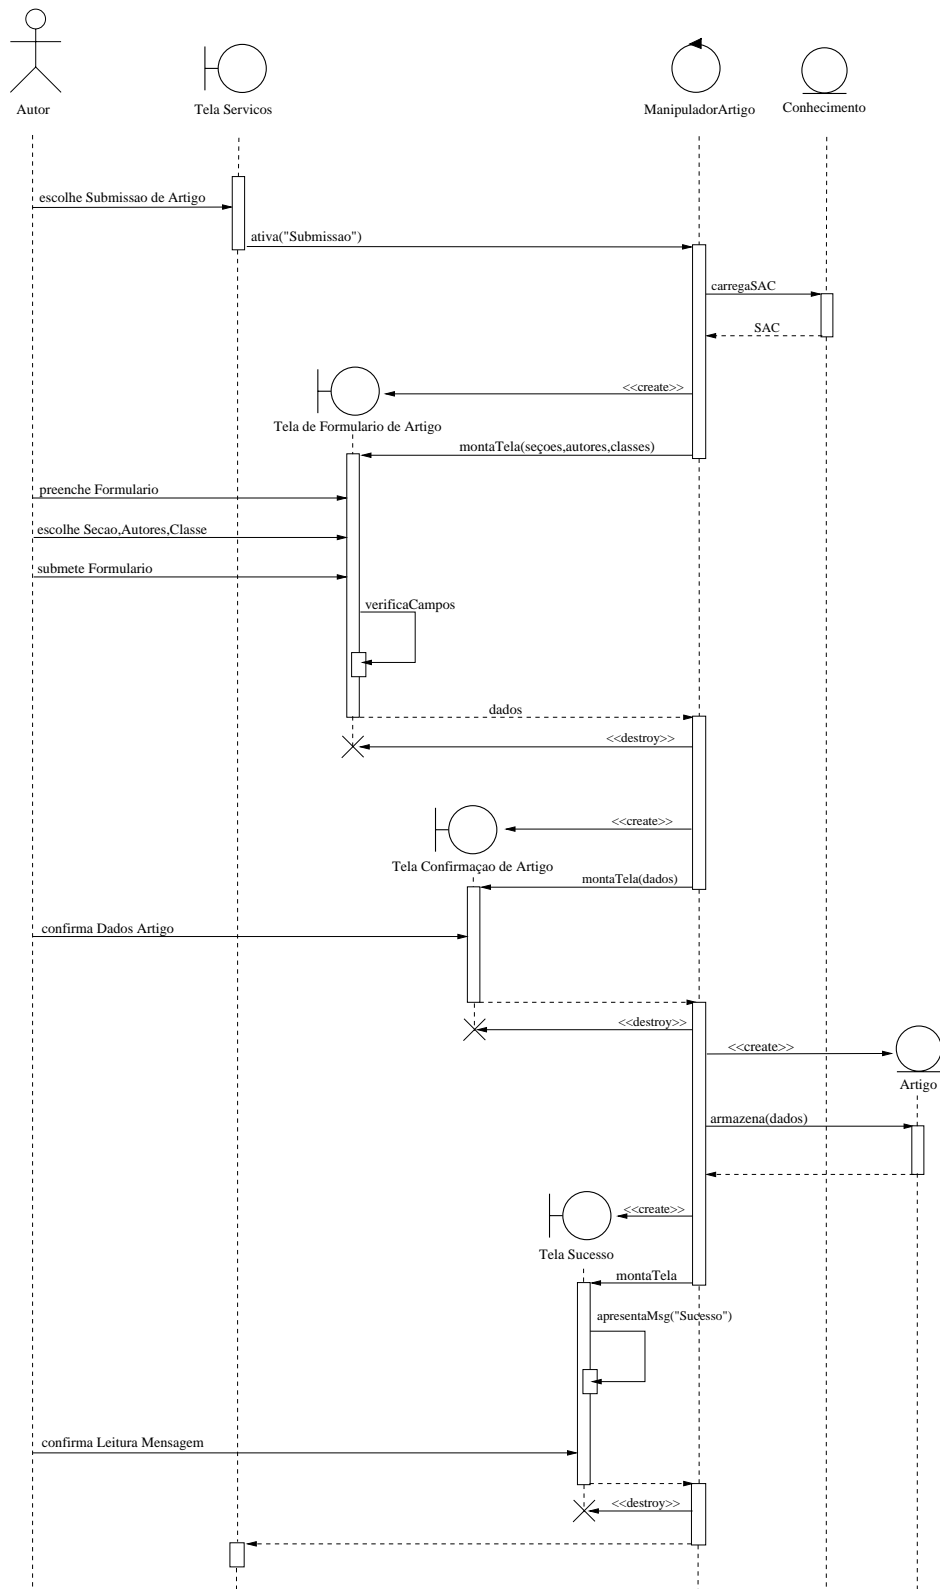 Autor
Tela Servicos
ManipuladorArtigo
Conhecimento
escolhe Submissao de Artigo
ativa("Submissao")
carregaSAC
SAC
<<create>>
Tela de Formulario de Artigo
montaTela(seçoes,autores,classes)
preenche Formulario
escolhe Secao,Autores,Classe
submete Formulario
verificaCampos
dados
<<destroy>>
<<create>>
Tela Confirmaçao de Artigo
montaTela(dados)
confirma Dados Artigo
<<destroy>>
<<create>>
Artigo
armazena(dados)
<<create>>
Tela Sucesso
montaTela
apresentaMsg("Sucesso")
confirma Leitura Mensagem
<<destroy>>